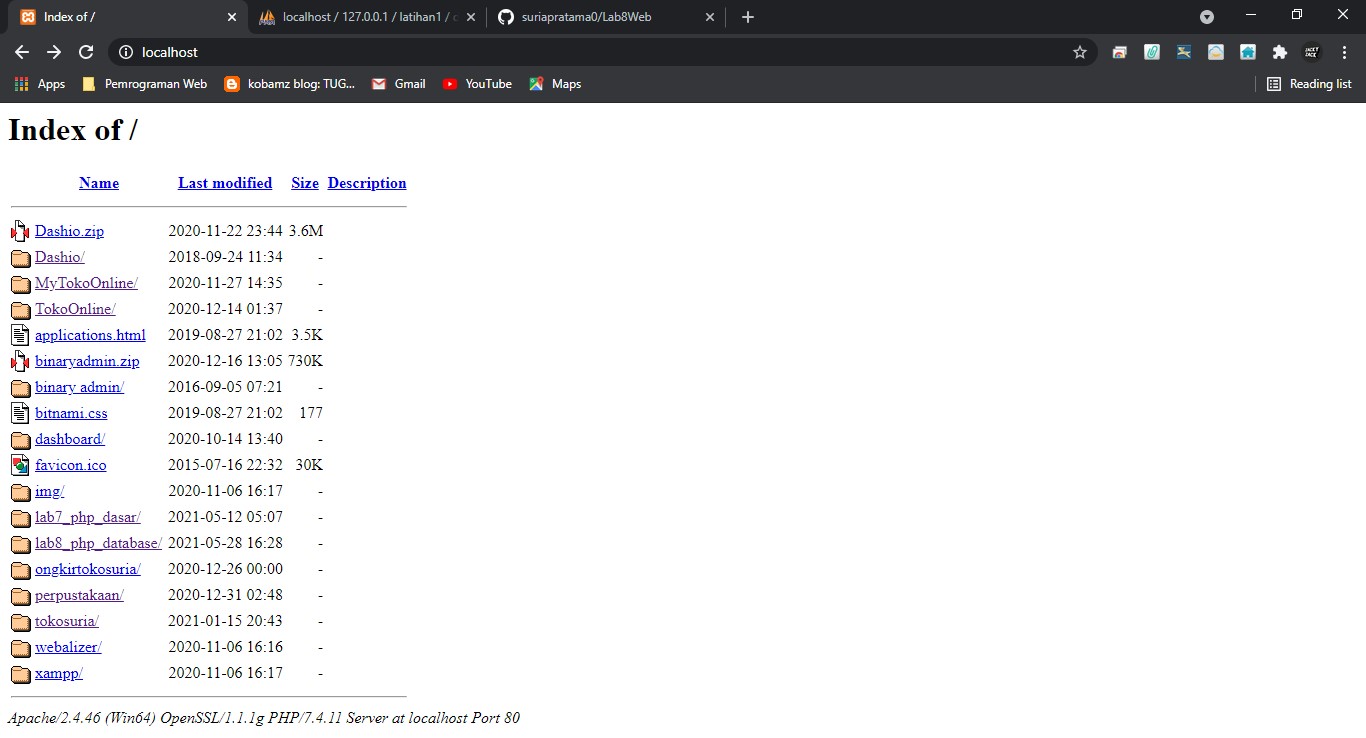 Index of /
localhost / 127.0.0.1 / latihan1 /
suriapratama0/Lab8Web
localhost
Apps
Pemrograman Web
kobamz blog: TUG...
Gmail
YouTube
Maps
Reading list
Index of /
Name Last modified Size Description
Dashio.zip 2020-11-22 23:44 3.6M
Dashio/ 2018-09-24 11:34 -
MyTokoOnline/ 2020-11-27 14:35 -
TokoOnline/ 2020-12-14 01:37 -
applications.html 2019-08-27 21:02 3.5K
binaryadmin.zip 2020-12-16 13:05 730K
binary admin/ 2016-09-05 07:21 -
bitnami.css 2019-08-27 21:02 177
dashboard/ 2020-10-14 13:40 -
favicon.ico 2015-07-16 22:32 30K
img/ 2020-11-06 16:17 -
lab7_php_dasar/ 2021-05-12 05:07 -
lab8_php_database/ 2021-05-28 16:28 -
ongkirtokosuria/ 2020-12-26 00:00 -
perpustakaan/ 2020-12-31 02:48 -
tokosuria/ 2021-01-15 20:43 -
webalizer/ 2020-11-06 16:16 -
xampp/ 2020-11-06 16:17 -
Apache/2.4.46 (Win64) OpenSSL/1.1.1g PHP/7.4.11 Server at localhost Port 80